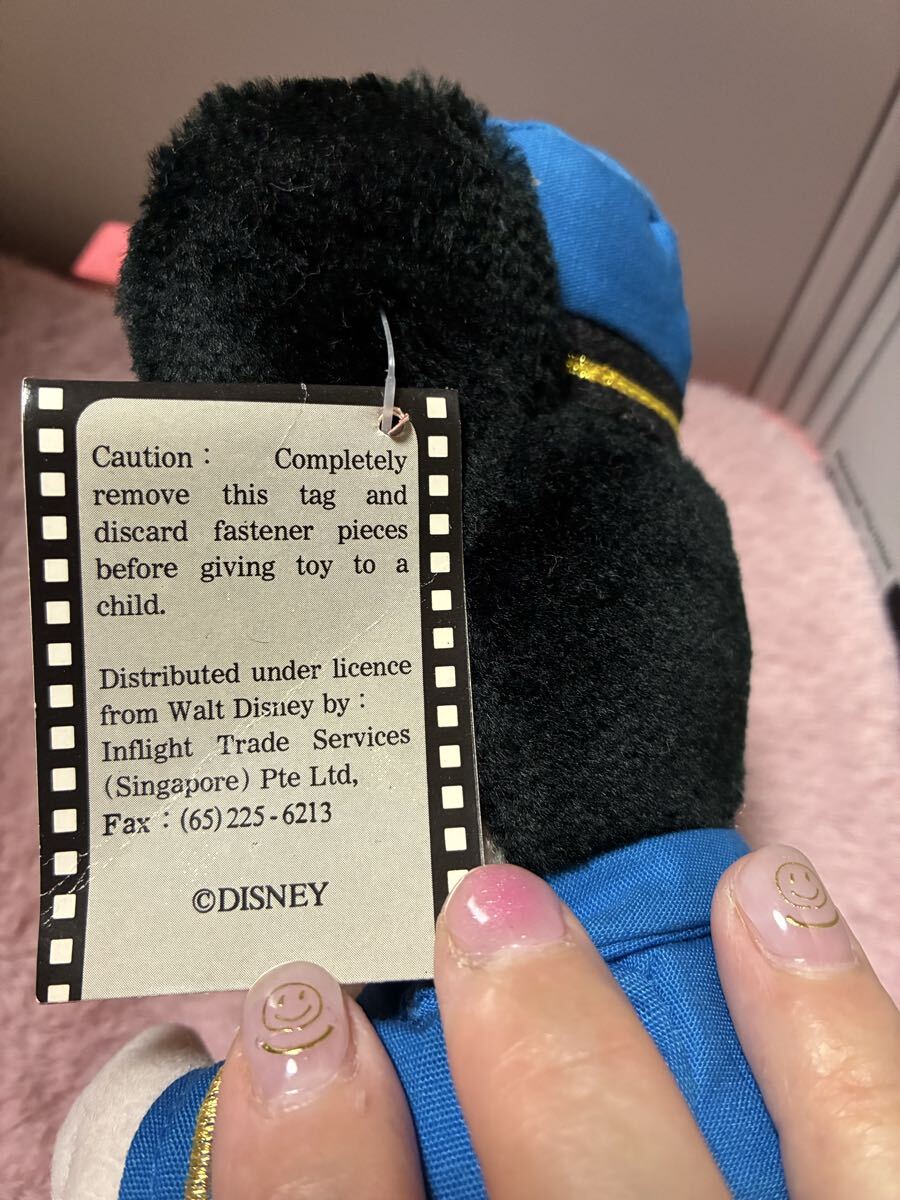 Caution : Completely
remove this tag and
discard fastener pieces
before giving toy to a
child.
Distributed under licence
from Walt Disney by :
Inflight Trade Services
(Singapore) Pte Ltd,
Fax : (65) 225 - 6213
©DISNEY